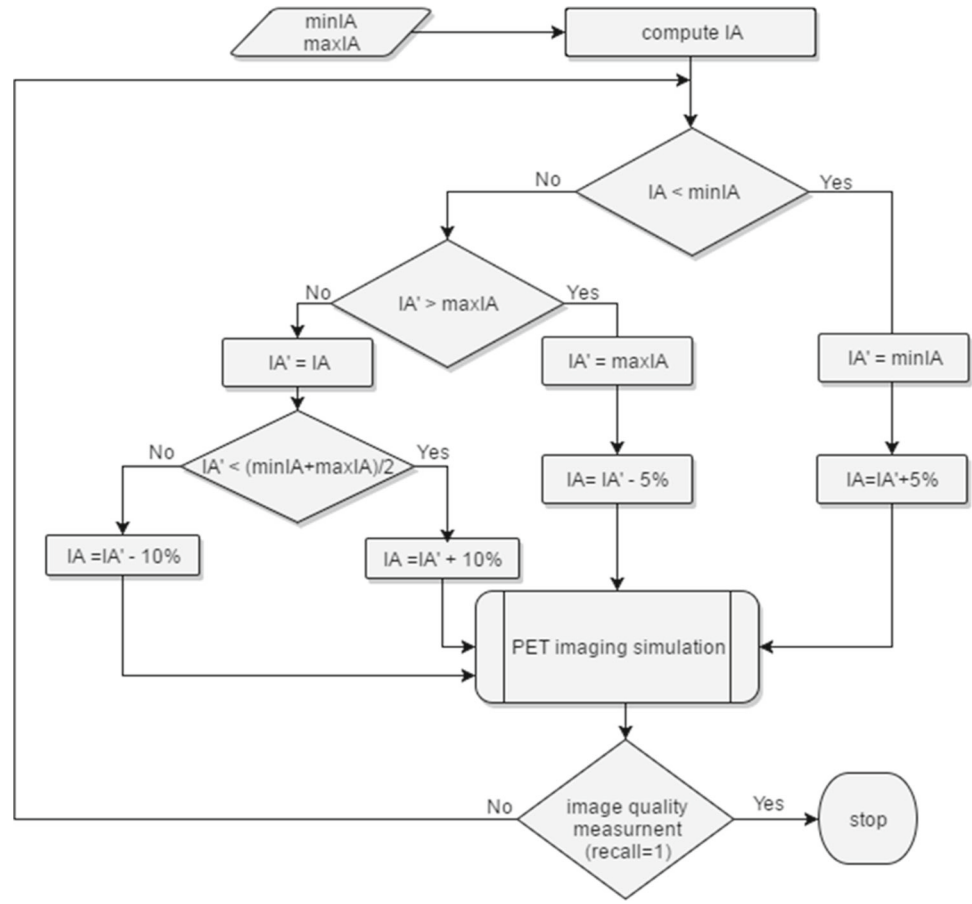 minIA
maxIA
compute IA
IA < minIA
No
Yes
IA' > maxIA
No
Yes
IA' = IA
IA' = maxIA
IA' = minIA
IA' < (minIA+maxIA)/2
No
Yes
IA= IA' - 5%
IA=IA'+5%
IA =IA' - 10%
IA =IA' + 10%
PET imaging simulation
image quality
measurnent
(recall=1)
No
Yes
stop